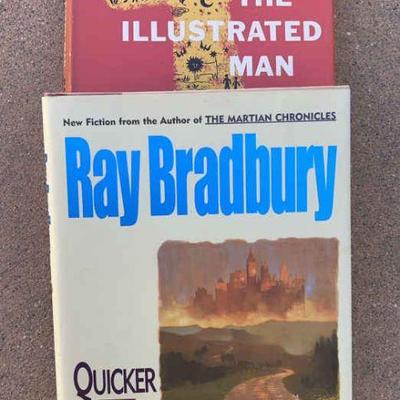 THE
ILLUSTRATED
MAN
New Fiction from the Author of THE MARTIAN CHRONICLES
Ray Bradbury
QUICKER